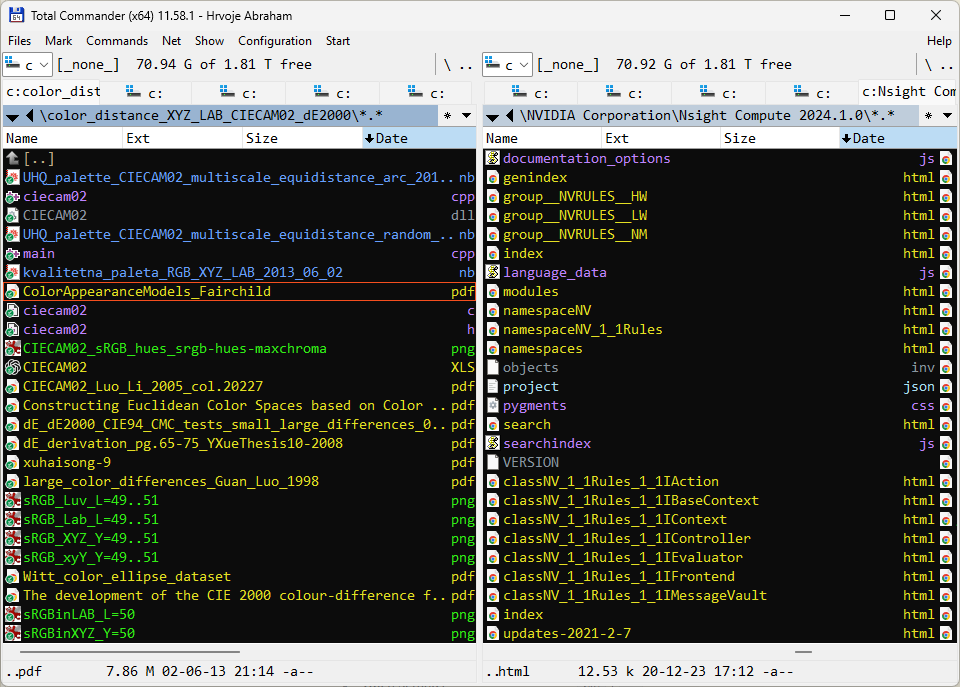 Total Commander (x64) 11.58.1 - Hrvoje Abraham
Files Mark Commands Net Show Configuration Start Help
c [_none_] 70.94 G of 1.81 T free \ ..
c:color_dist c: c: c: c:
\color_distance_XYZ_LAB_CIECAM02_dE2000\*.* * 
Name Ext Size Date
[..]
UHQ_palette_CIECAM02_multiscale_equidistance_arc_201.. nb
ciecam02 cpp
CIECAM02 dll
UHQ_palette_CIECAM02_multiscale_equidistance_random_.. nb
main cpp
kvalitetna_paleta_RGB_XYZ_LAB_2013_06_02 nb
ColorAppearanceModels_Fairchild pdf
ciecam02 c
ciecam02 h
CIECAM02_sRGB_hues_srgb-hues-maxchroma png
CIECAM02 XLS
CIECAM02_Luo_Li_2005_col.20227 pdf
Constructing Euclidean Color Spaces based on Color .. pdf
dE_dE2000_CIE94_CMC_tests_small_large_differences_0.. pdf
dE_derivation_pg.65-75_YXueThesis10-2008 pdf
xuhaisong-9 pdf
large_color_differences_Guan_Luo_1998 pdf
sRGB_Luv_L=49..51 png
sRGB_Lab_L=49..51 png
sRGB_XYZ_Y=49..51 png
sRGB_xyY_Y=49..51 png
Witt_color_ellipse_dataset pdf
The development of the CIE 2000 colour-difference f.. pdf
sRGBinLAB_L=50 png
sRGBinXYZ_Y=50 png
..pdf 7.86 M 02-06-13 21:14 -a--
c [_none_] 70.92 G of 1.81 T free \ ..
c: c: c: c: c:Nsight Com
\NVIDIA Corporation\Nsight Compute 2024.1.0\*.* *
Name Ext Size Date
documentation_options js
genindex html
group__NVRULES__HW html
group__NVRULES__LW html
group__NVRULES__NM html
index html
language_data js
modules html
namespaceNV html
namespaceNV_1_1Rules html
namespaces html
objects inv
project json
pygments css
search html
searchindex js
VERSION
classNV_1_1Rules_1_1IAction html
classNV_1_1Rules_1_1IBaseContext html
classNV_1_1Rules_1_1IContext html
classNV_1_1Rules_1_1IController html
classNV_1_1Rules_1_1IEvaluator html
classNV_1_1Rules_1_1IFrontend html
classNV_1_1Rules_1_1IMessageVault html
index html
updates-2021-2-7 html
..html 12.53 k 20-12-23 17:12 -a--